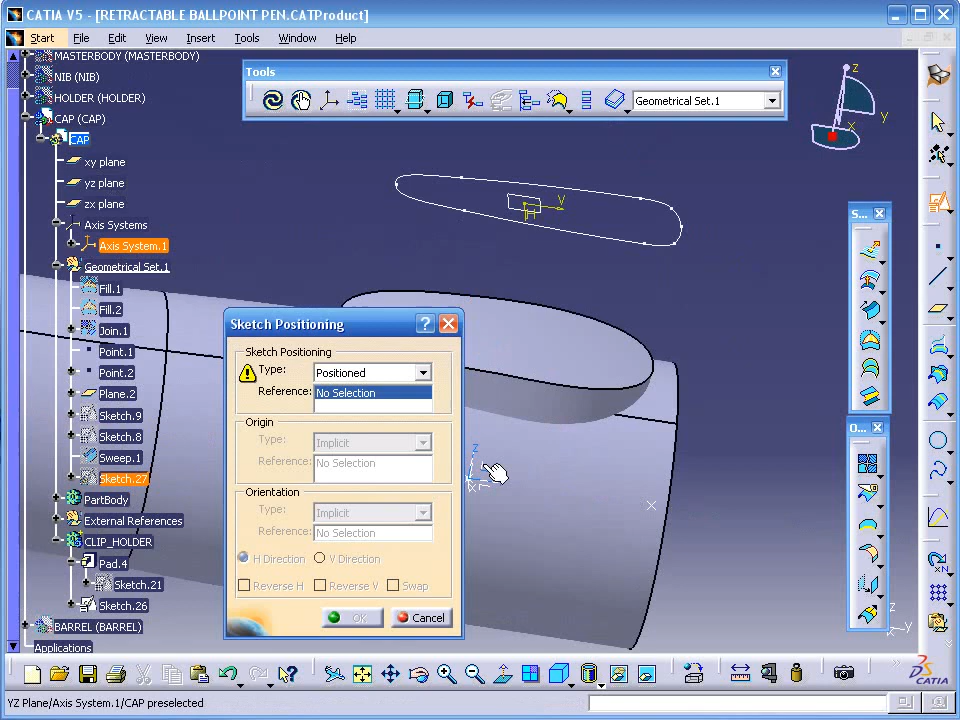 CATIA V5 - [RETRACTABLE BALLPOINT PEN.CATProduct]
Start File Edit View Insert Tools Window Help
MASTERBODY (MASTERBODY)
NIB (NIB)
HOLDER (HOLDER)
CAP (CAP)
CAP
xy plane
yz plane
zx plane
Axis Systems
Axis System.1
Geometrical Set.1
Fill.1
Fill.2
Join.1
Point.1
Point.2
Plane.2
Sketch.9
Sketch.8
Sweep.1
Sketch.27
PartBody
External References
CLIP_HOLDER
Pad.4
Sketch.21
Sketch.26
BARREL (BARREL)
Applications
Tools
Geometrical Set.1
z
y
x
V
H
S...
O...
Sketch Positioning
Sketch Positioning
Type: Positioned
Reference: No Selection
Origin
Type: Implicit
Reference: No Selection
Orientation
Type: Implicit
Reference: No Selection
H Direction V Direction
Reverse H Reverse V Swap
OK Cancel
z
x
z
y
x
CATIA
YZ Plane/Axis System.1/CAP preselected